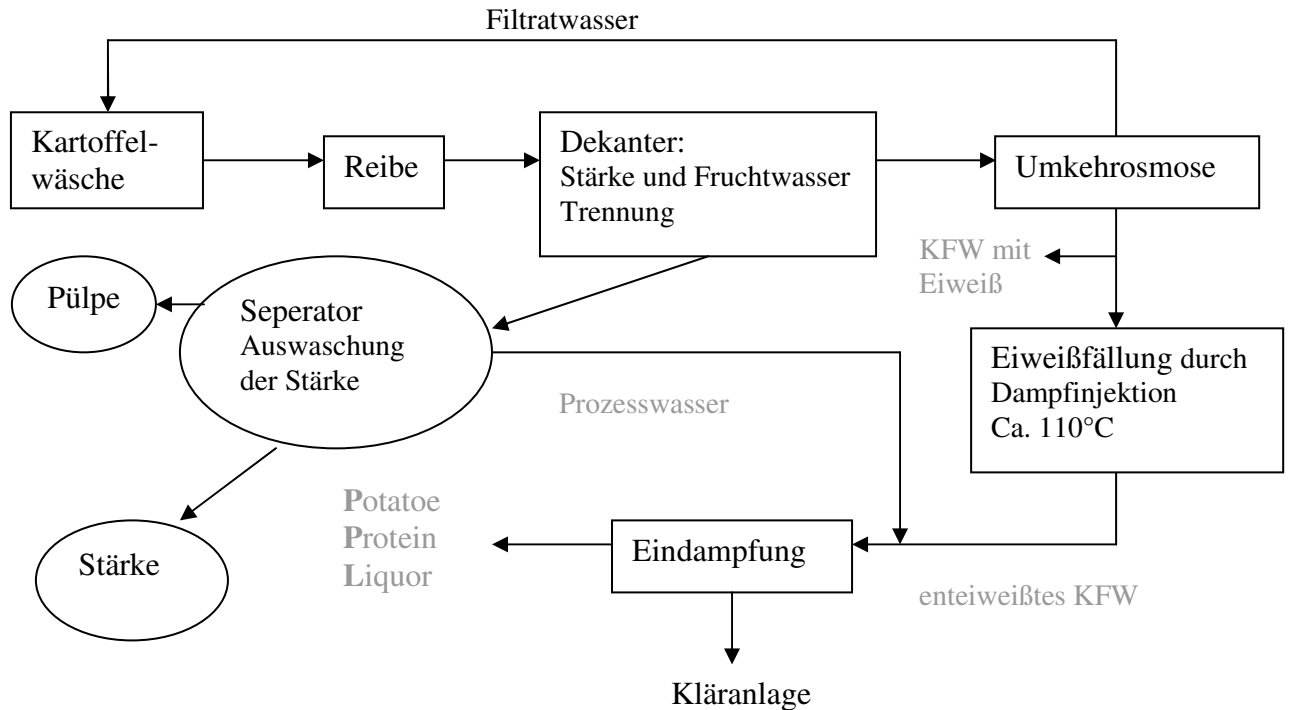 Filtratwasser
Kartoffel-
wäsche
Reibe
Dekanter:
Stärke und Fruchtwasser
Trennung
Umkehrosmose
KFW mit
Eiweiß
Pülpe
Seperator
Auswaschung
der Stärke
Eiweißfällung durch
Dampfinjektion
Ca. 110°C
Prozesswasser
Potatoe
Protein
Liquor
Eindampfung
Stärke
enteiweißtes KFW
Kläranlage